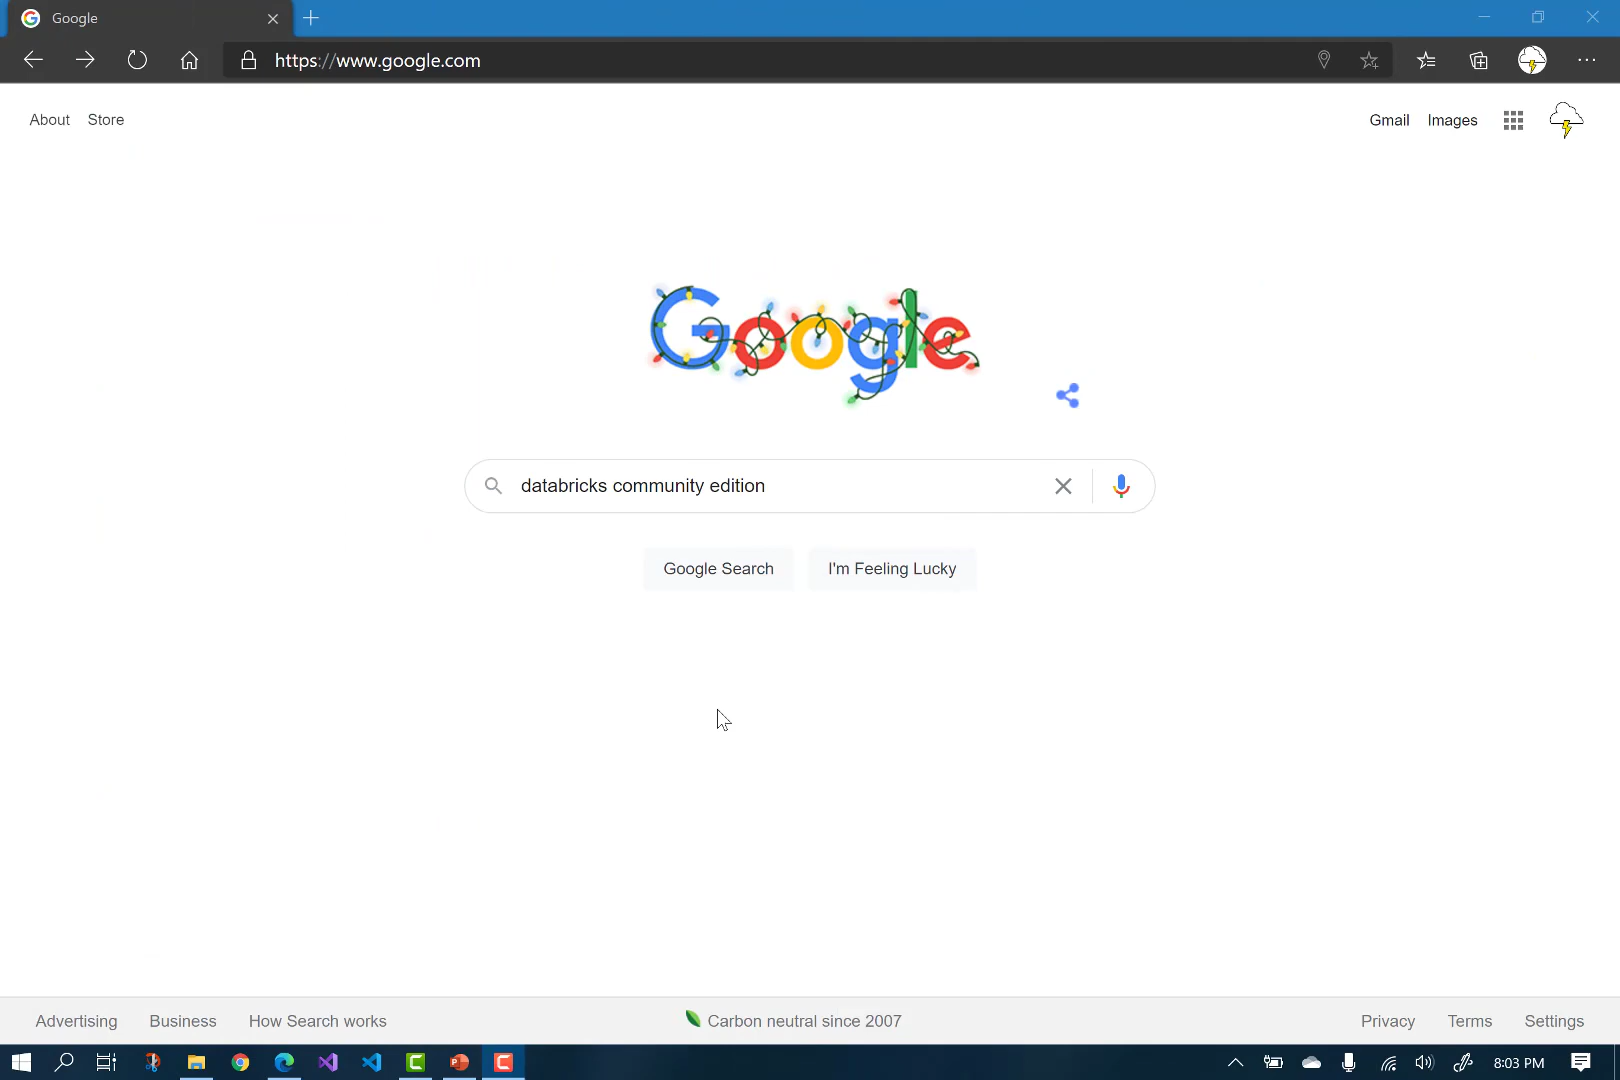 Google
https://www.google.com
About Store
Gmail Images
Google
databricks community edition
Google Search I'm Feeling Lucky
Advertising Business How Search works
Carbon neutral since 2007
Privacy Terms Settings
8:03 PM